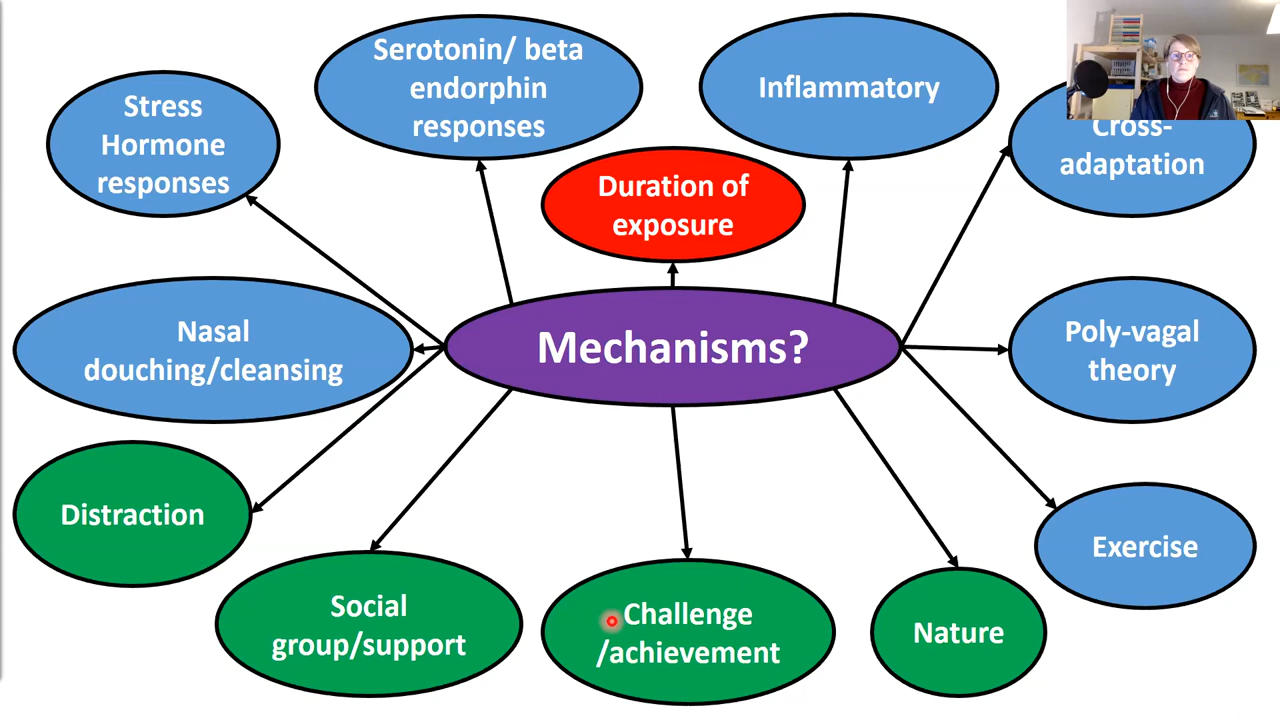 Serotonin/ beta
endorphin
responses
Inflammatory
Stress
Hormone
responses
Cross-
adaptation
Duration of
exposure
Nasal
douching/cleansing
Mechanisms?
Poly-vagal
theory
Distraction
Exercise
Social
group/support
Challenge
/achievement
Nature